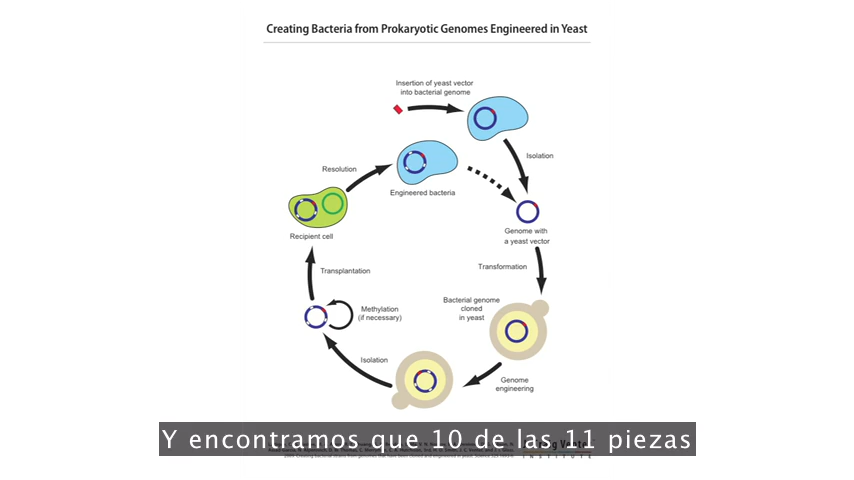 Creating Bacteria from Prokaryotic Genomes Engineered in Yeast
Insertion of yeast vector
into bacterial genome
Isolation
Resolution
Engineered bacteria
Recipient cell
Genome with
a yeast vector
Transplantation
Transformation
Methylation
(if necessary)
Bacterial genome
cloned
in yeast
Isolation
Genome
engineering
Y encontramos que 10 de las 11 piezas
INSTITUTE